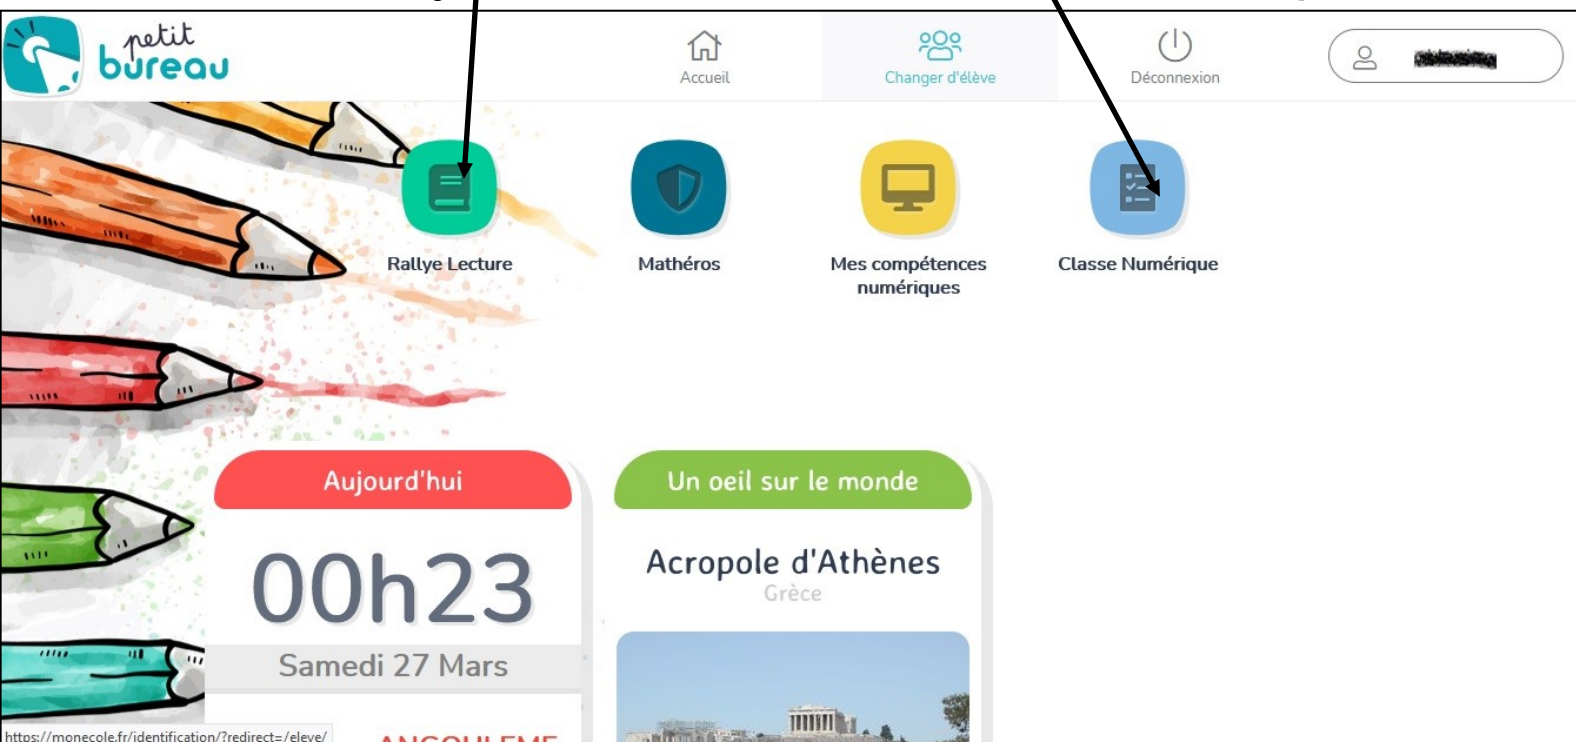 petit
bureau
Accueil
Changer d'élève
Déconnexion
Rallye Lecture
Mathéros
Mes compétences
numériques
Classe Numérique
Aujourd'hui
00h23
Samedi 27 Mars
ANGOULEME
Un oeil sur le monde
Acropole d'Athènes
Grèce
https://monecole.fr/identification/?redirect=/eleve/